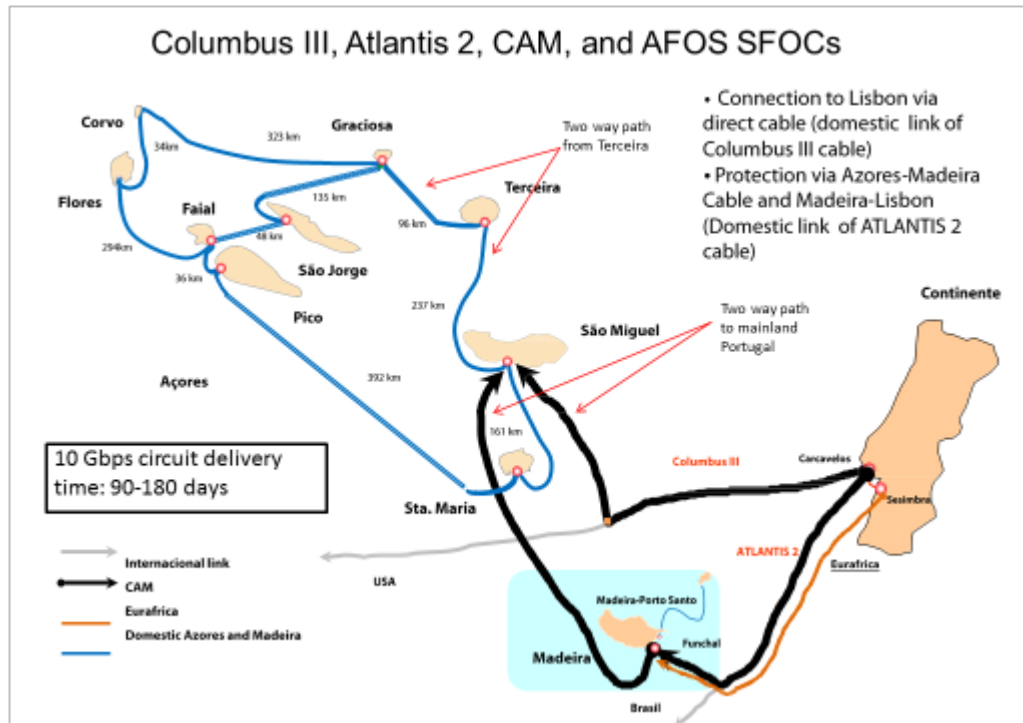 Columbus III, Atlantis 2, CAM, and AFOS SFOCs
• Connection to Lisbon via
direct cable (domestic link of
Columbus III cable)
• Protection via Azores-Madeira
Cable and Madeira-Lisbon
(Domestic link of ATLANTIS 2
cable)
Corvo
34km
323 km
Graciosa
Two way path
from Terceira
Terceira
Flores
Faial
135 km
96 km
48 km
294km
36 km
São Jorge
Pico
237 km
São Miguel
Two way path
to mainland
Portugal
Continente
Açores
392 km
161 km
10 Gbps circuit delivery
time: 90-180 days
Sta. Maria
Columbus III
Carcavelos
Sesimbra
ATLANTIS 2
Eurafrica
Internacional link
CAM
Eurafrica
Domestic Azores and Madeira
USA
Madeira-Porto Santo
Madeira
Funchal
Brasil